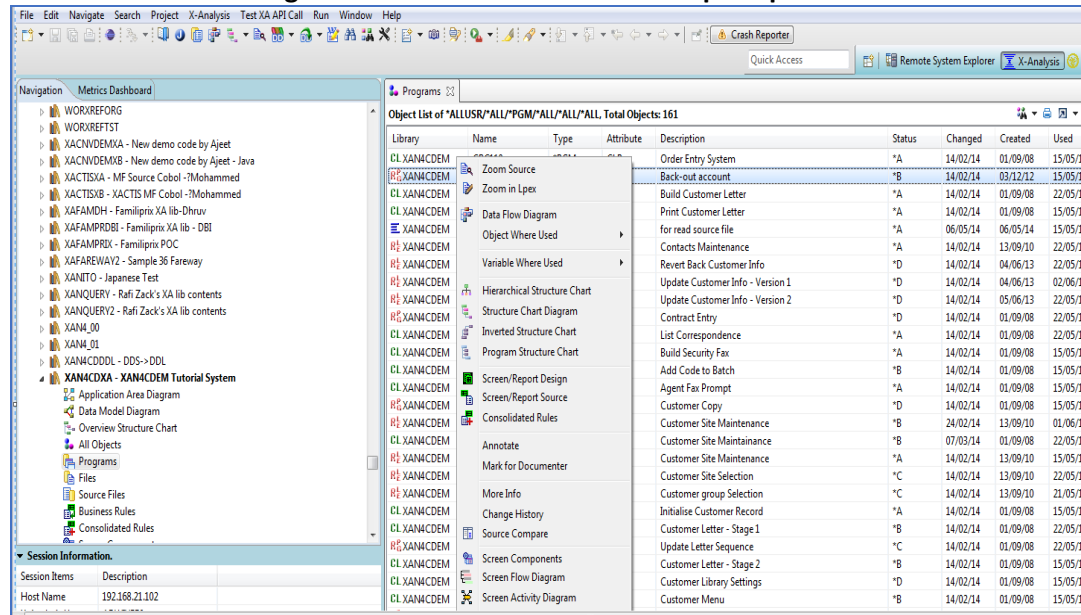 File Edit Navigate Search Project X-Analysis Test XA API Call Run Window Help
Crash Reporter
Quick Access
Remote System Explorer
X-Analysis
Navigation Metrics Dashboard
WORXREFORG
WORXREFTST
XACNVDEMXA - New demo code by Ajeet
XACNVDEMXB - New demo code by Ajeet - Java
XACTISXA - MF Source Cobol -?Mohammed
XACTISXB - XACTIS MF Cobol -?Mohammed
XAFAMDH - Familiprix XA lib-Dhruv
XAFAMPRDBI - Familiprix XA lib - DBI
XAFAMPRIX - Familiprix POC
XAFAREWAY2 - Sample 36 Fareway
XANITO - Japanese Test
XANQUERY - Rafi Zack's XA lib contents
XANQUERY2 - Rafi Zack's XA lib contents
XAN4_00
XAN4_01
XAN4CDDDL - DDS->DDL
XAN4CDXA - XAN4CDEM Tutorial System
Application Area Diagram
Data Model Diagram
Overview Structure Chart
All Objects
Programs
Files
Source Files
Business Rules
Consolidated Rules
Session Information.
Session Items Description
Host Name 192.168.21.102
Programs
Object List of *ALLUSR/*ALL/*PGM/*ALL/*ALL/*ALL, Total Objects: 161
Library Name Type Attribute Description Status Changed Created Used
XAN4CDEM Order Entry System *A 14/02/14 01/09/08 15/05/1
XAN4CDEM Back-out account *B 14/02/14 03/12/12 15/05/1
XAN4CDEM Build Customer Letter *A 14/02/14 01/09/08 22/05/1
XAN4CDEM Print Customer Letter *A 14/02/14 01/09/08 15/05/1
XAN4CDEM for read source file *A 06/05/14 06/05/14 15/05/1
XAN4CDEM Contacts Maintenance *A 14/02/14 13/09/10 22/05/1
XAN4CDEM Revert Back Customer Info *D 14/02/14 04/06/13 22/05/1
XAN4CDEM Update Customer Info - Version 1 *D 14/02/14 04/06/13 02/06/1
XAN4CDEM Update Customer Info - Version 2 *D 14/02/14 05/06/13 22/05/1
XAN4CDEM Contract Entry *D 14/02/14 01/09/08 22/05/1
XAN4CDEM List Correspondence *A 14/02/14 01/09/08 22/05/1
XAN4CDEM Build Security Fax *A 14/02/14 01/09/08 15/05/1
XAN4CDEM Add Code to Batch *B 14/02/14 01/09/08 22/05/1
XAN4CDEM Agent Fax Prompt *A 14/02/14 01/09/08 15/05/1
XAN4CDEM Customer Copy *D 14/02/14 01/09/08 15/05/1
XAN4CDEM Customer Site Maintenance *B 24/02/14 13/09/10 01/06/1
XAN4CDEM Customer Site Maintainance *B 07/03/14 01/09/08 22/05/1
XAN4CDEM Customer Site Maintenance *A 14/02/14 13/09/10 15/05/1
XAN4CDEM Customer Site Selection *C 14/02/14 13/09/10 22/05/1
XAN4CDEM Customer group Selection *C 14/02/14 13/09/10 21/05/1
XAN4CDEM Initialise Customer Record *A 14/02/14 01/09/08 15/05/1
XAN4CDEM Customer Letter - Stage 1 *B 14/02/14 01/09/08 22/05/1
XAN4CDEM Update Letter Sequence *C 14/02/14 01/09/08 22/05/1
XAN4CDEM Customer Letter - Stage 2 *B 14/02/14 01/09/08 15/05/1
XAN4CDEM Customer Library Settings *D 14/02/14 01/09/08 15/05/1
XAN4CDEM Customer Menu *B 14/02/14 01/09/08 15/05/1
Zoom Source
Zoom in Lpex
Data Flow Diagram
Object Where Used
Variable Where Used
Hierarchical Structure Chart
Structure Chart Diagram
Inverted Structure Chart
Program Structure Chart
Screen/Report Design
Screen/Report Source
Consolidated Rules
Annotate
Mark for Documenter
More Info
Change History
Source Compare
Screen Components
Screen Flow Diagram
Screen Activity Diagram